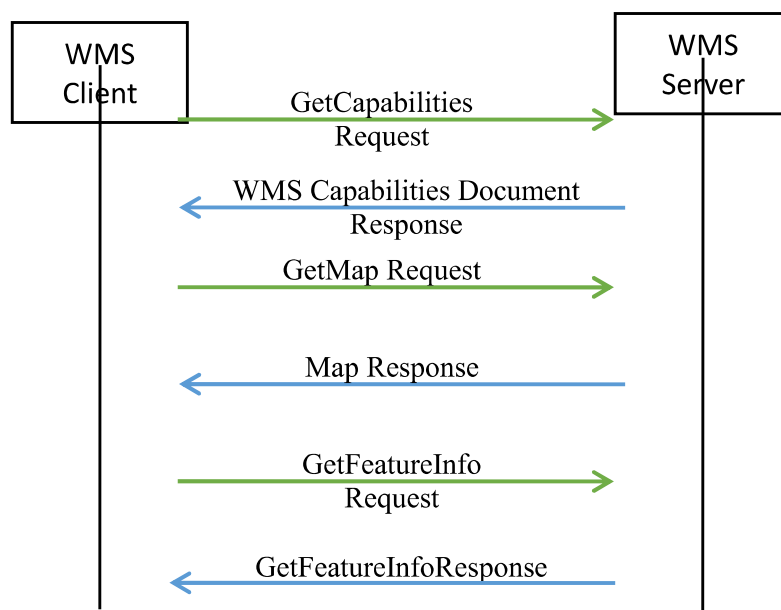 WMS
Client
WMS
Server
GetCapabilities
Request
WMS Capabilities Document
Response
GetMap Request
Map Response
GetFeatureInfo
Request
GetFeatureInfoResponse